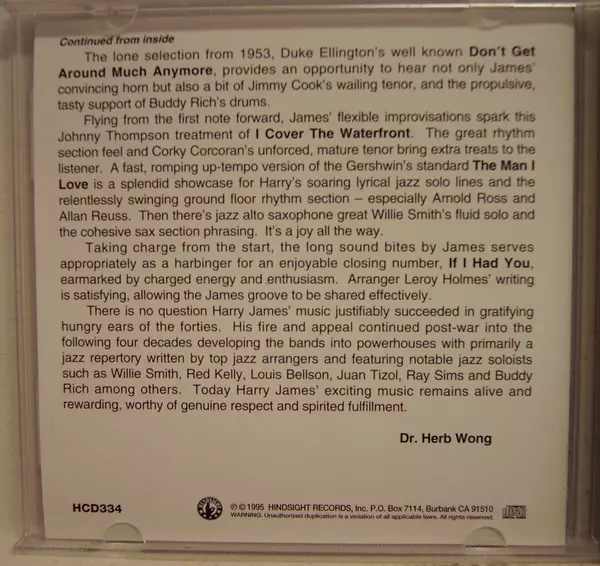 Continued from inside
The lone selection from 1953, Duke Ellington's well known Don't Get
Around Much Anymore, provides an opportunity to hear not only James'
convincing horn but also a bit of Jimmy Cook's wailing tenor, and the propulsive,
tasty support of Buddy Rich's drums.
Flying from the first note forward, James' flexible improvisations spark this
Johnny Thompson treatment of I Cover The Waterfront. The great rhythm
section feel and Corky Corcoran's unforced, mature tenor bring extra treats to the
listener. A fast, romping up-tempo version of the Gershwin's standard The Man I
Love is a splendid showcase for Harry's soaring lyrical jazz solo lines and the
relentlessly swinging ground floor rhythm section – especially Arnold Ross and
Allan Reuss. Then there's jazz alto saxophone great Willie Smith's fluid solo and
the cohesive sax section phrasing. It's a joy all the way.
Taking charge from the start, the long sound bites by James serves
appropriately as a harbinger for an enjoyable closing number, If I Had You,
earmarked by charged energy and enthusiasm. Arranger Leroy Holmes' writing
is satisfying, allowing the James groove to be shared effectively.
There is no question Harry James' music justifiably succeeded in gratifying
hungry ears of the forties. His fire and appeal continued post-war into the
following four decades developing the bands into powerhouses with primarily a
jazz repertory written by top jazz arrangers and featuring notable jazz soloists
such as Willie Smith, Red Kelly, Louis Bellson, Juan Tizol, Ray Sims and Buddy
Rich among others. Today Harry James' exciting music remains alive and
rewarding, worthy of genuine respect and spirited fulfillment.
Dr. Herb Wong
HCD334
℗ © 1995 HINDSIGHT RECORDS, Inc. P.O. Box 7114, Burbank CA 91510
WARNING: Unauthorized duplication is a violation of all applicable laws. All rights reserved.